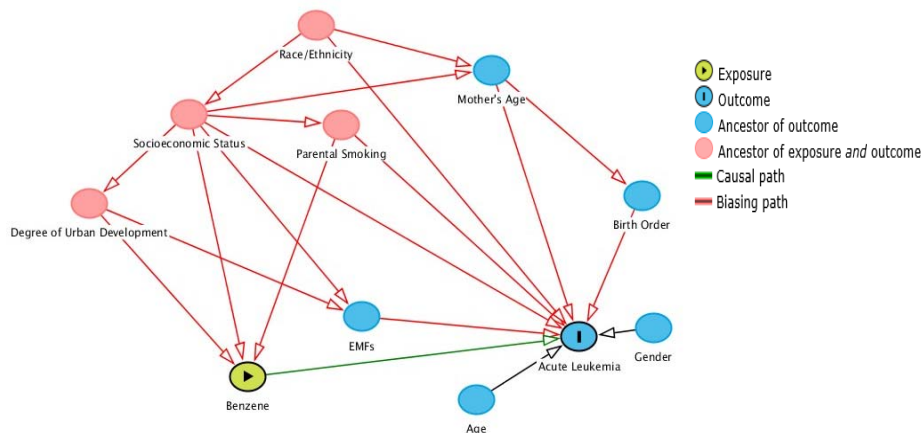 Race/Ethnicity
Mother's Age
Socioeconomic Status
Parental Smoking
Degree of Urban Development
Birth Order
EMFs
Acute Leukemia
Gender
Benzene
Age
Exposure
Outcome
Ancestor of outcome
Ancestor of exposure and outcome
Causal path
Biasing path